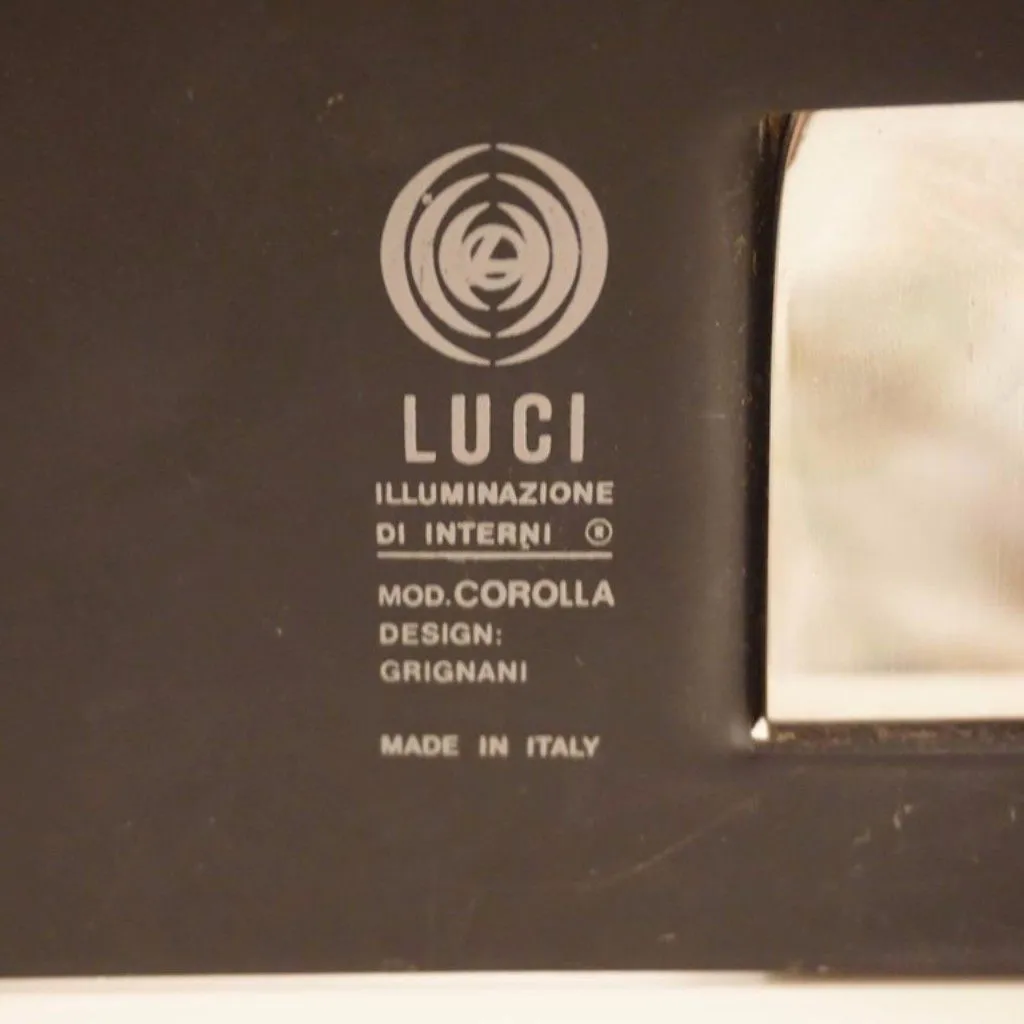 LUCI
ILLUMINAZIONE
DI INTERNI ®
MOD. COROLLA
DESIGN:
GRIGNANI
MADE IN ITALY